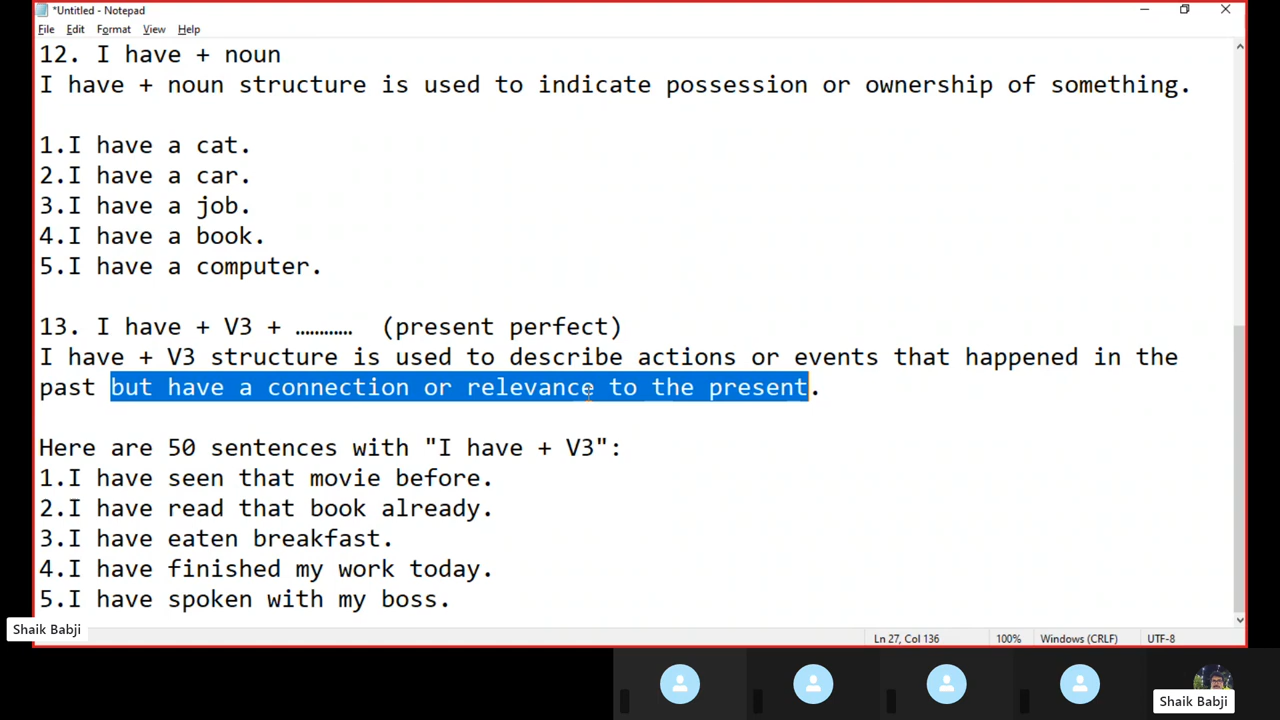 *Untitled - Notepad
File Edit Format View Help
12. I have + noun
I have + noun structure is used to indicate possession or ownership of something.
1.I have a cat.
2.I have a car.
3.I have a job.
4.I have a book.
5.I have a computer.
13. I have + V3 + ………… (present perfect)
I have + V3 structure is used to describe actions or events that happened in the
past but have a connection or relevance to the present.
Here are 50 sentences with "I have + V3":
1.I have seen that movie before.
2.I have read that book already.
3.I have eaten breakfast.
4.I have finished my work today.
5.I have spoken with my boss.
Shaik Babji
Ln 27, Col 136 100% Windows (CRLF) UTF-8
Shaik Babji